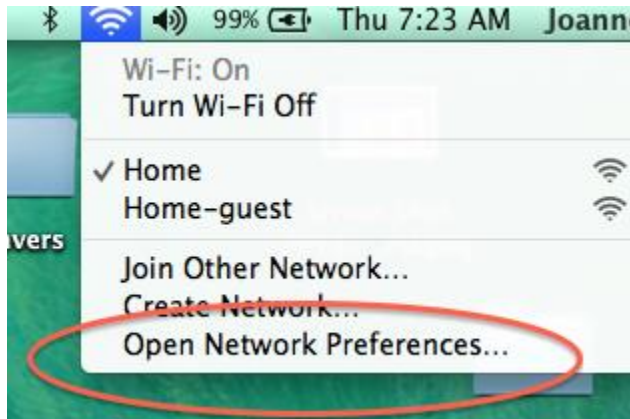 99% Thu 7:23 AM Joann
Wi-Fi: On
Turn Wi-Fi Off
Home
Home-guest
vers
Join Other Network...
Create Network...
Open Network Preferences...